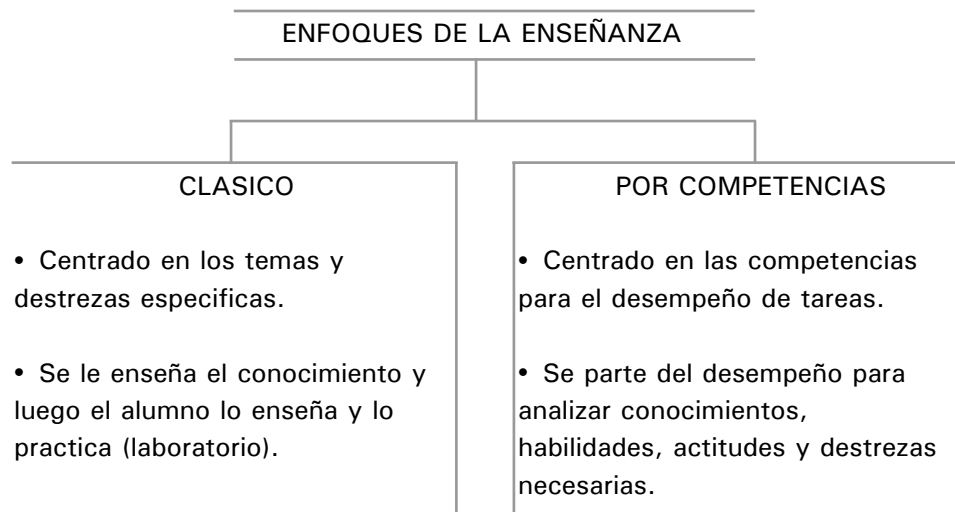 ENFOQUES DE LA ENSEÑANZA
CLASICO
• Centrado en los temas y
destrezas especificas.
• Se le enseña el conocimiento y
luego el alumno lo enseña y lo
practica (laboratorio).
POR COMPETENCIAS
• Centrado en las competencias
para el desempeño de tareas.
• Se parte del desempeño para
analizar conocimientos,
habilidades, actitudes y destrezas
necesarias.